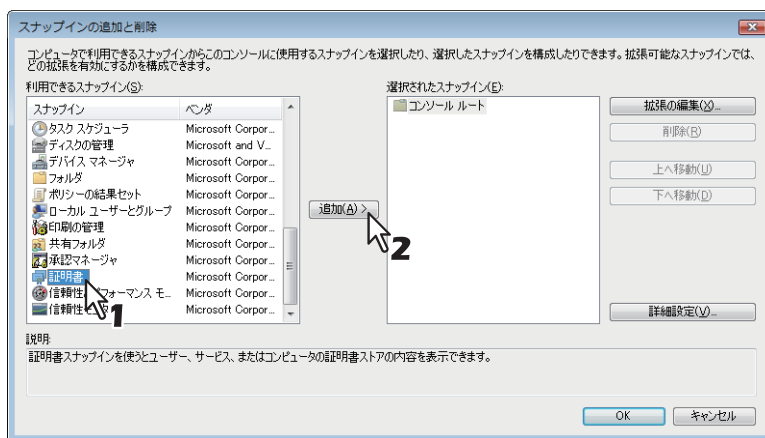 スナップインの追加と削除
コンピュータで利用できるスナップインからこのコンソールに使用するスナップインを選択したり、選択したスナップインを構成したりできます。拡張可能なスナップインでは、
どの拡張を有効にするかを構成できます。
利用できるスナップイン(S):
選択されたスナップイン(E):
スナップイン ベンダ
タスク スケジューラ Microsoft Corpor...
ディスクの管理 Microsoft and V...
デバイス マネージャ Microsoft Corpor...
フォルダ Microsoft Corpor...
ポリシーの結果セット Microsoft Corpor...
ローカル ユーザーとグループ Microsoft Corpor...
印刷の管理 Microsoft Corpor...
共有フォルダ Microsoft Corpor...
承認マネージャ Microsoft Corpor...
証明書 Microsoft Corpor...
信頼性 フォーマンス モ... Microsoft Corpor...
信頼性モ Microsoft Corpor...
1
追加(A) >
2
コンソール ルート
拡張の編集(X)...
削除(R)
上へ移動(U)
下へ移動(D)
詳細設定(V)...
説明:
証明書スナップインを使うとユーザー、サービス、またはコンピュータの証明書ストアの内容を表示できます。
OK キャンセル